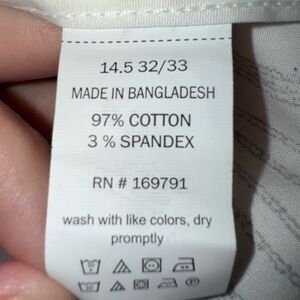 14.5 32/33
MADE IN BANGLADESH
97% COTTON
3 % SPANDEX
RN # 169791
wash with like colors, dry
promptly